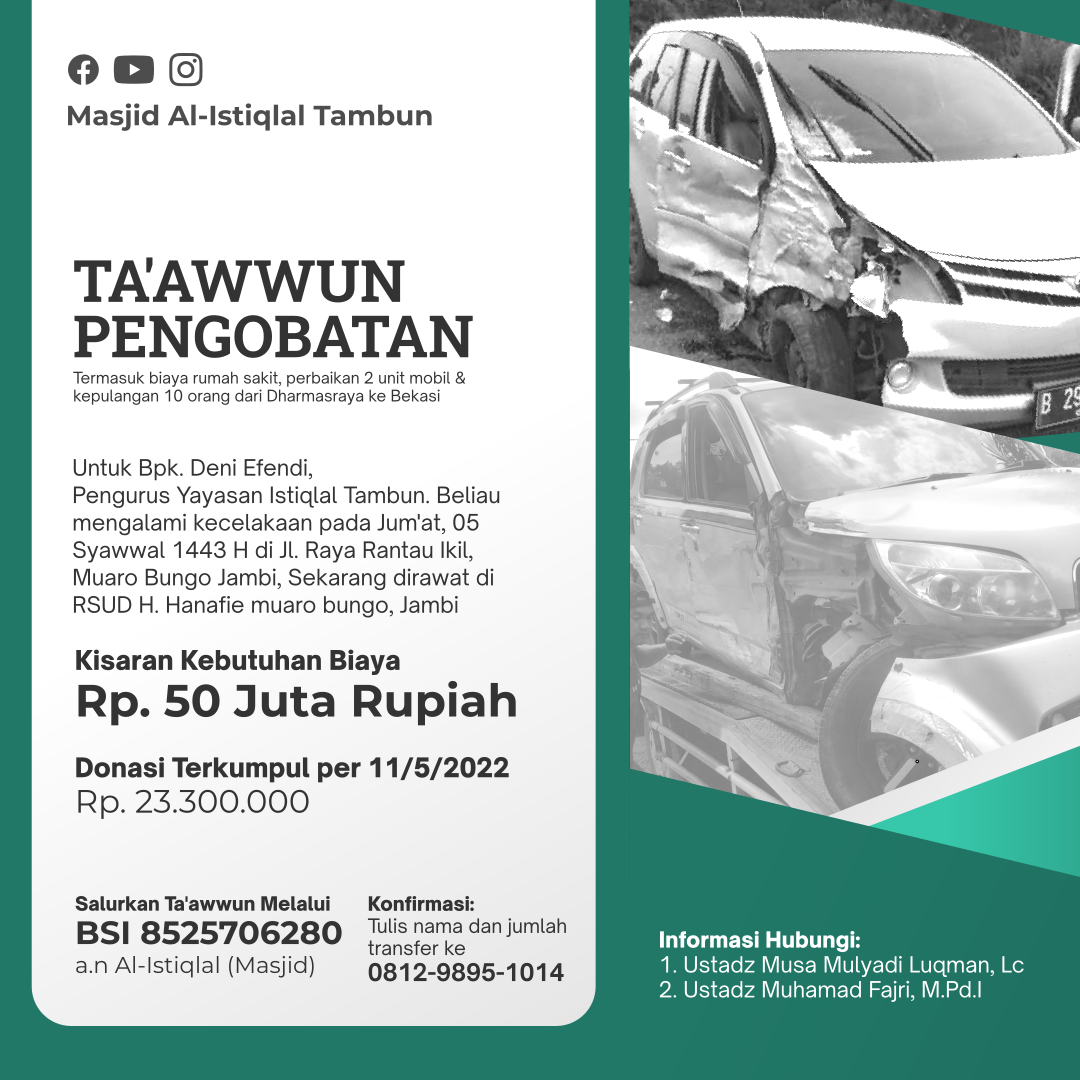 Masjid Al-Istiqlal Tambun
TA'AWWUN
PENGOBATAN
Termasuk biaya rumah sakit, perbaikan 2 unit mobil &
kepulangan 10 orang dari Dharmasraya ke Bekasi
Untuk Bpk. Deni Efendi,
Pengurus Yayasan Istiqlal Tambun. Beliau
mengalami kecelakaan pada Jum'at, 05
Syawwal 1443 H di Jl. Raya Rantau Ikil,
Muaro Bungo Jambi, Sekarang dirawat di
RSUD H. Hanafie muaro bungo, Jambi
Kisaran Kebutuhan Biaya
Rp. 50 Juta Rupiah
Donasi Terkumpul per 11/5/2022
Rp. 23.300.000
Salurkan Ta'awwun Melalui
BSI 8525706280
a.n Al-Istiqlal (Masjid)
Konfirmasi:
Tulis nama dan jumlah
transfer ke
0812-9895-1014
Informasi Hubungi:
1. Ustadz Musa Mulyadi Luqman, Lc
2. Ustadz Muhamad Fajri, M.Pd.I